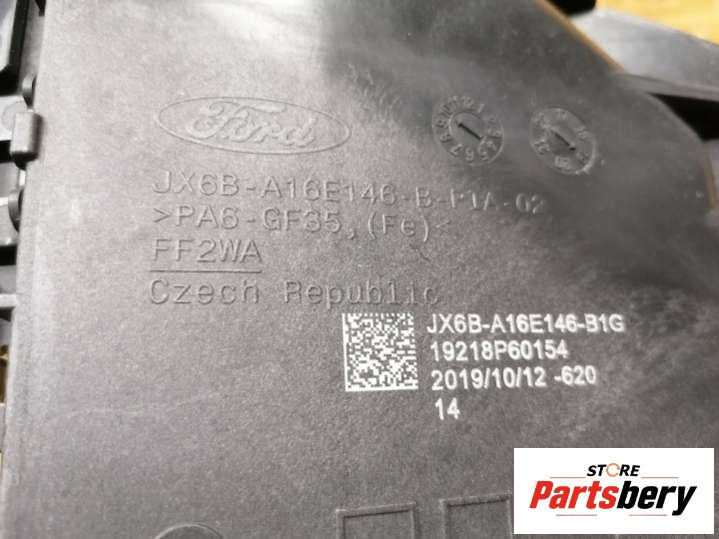 Ford
JX6B-A16E146-B-P1A-02
>PA6-GF35,(Fe)<
FF2WA
Czech Republic
JX6B-A16E146-B1G
19218P60154
2019/10/12 -620
14
STORE
Partsbery